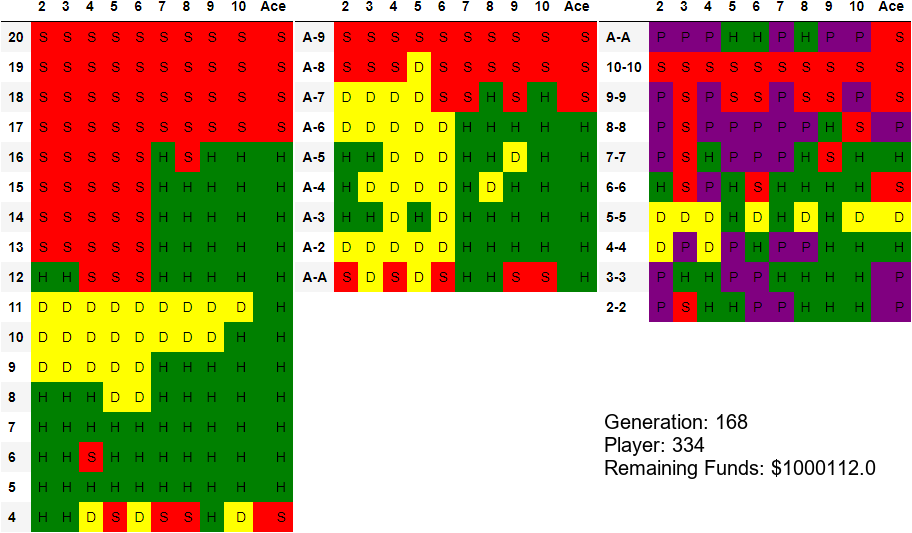 2 3 4 5 6 7 8 9 10 Ace
20 S S S S S S S S S S
19 S S S S S S S S S S
18 S S S S S S S S S S
17 S S S S S S S S S S
16 S S S S S H S H H H
15 S S S S S H H H H H
14 S S S S S H H H H H
13 S S S S S H H H H H
12 H H S S S H H H H H
11 D D D D D D D D D H
10 D D D D D D D D H H
9 D D D D D H H H H H
8 H H H D D H H H H H
7 H H H H H H H H H H
6 H H S H H H H H H H
5 H H H H H H H H H H
4 H H D S D S S H D S
2 3 4 5 6 7 8 9 10 Ace
A-9 S S S S S S S S S S
A-8 S S S D S S S S S S
A-7 D D D D S S H S H S
A-6 D D D D D H H H H H
A-5 H H D D D H H D H H
A-4 H D D D D H D H H H
A-3 H H D H D H H H H H
A-2 D D D D D H H H H H
A-A S D S D S H H S S H
2 3 4 5 6 7 8 9 10 Ace
A-A P P P H H P H P P S
10-10 S S S S S S S S S S
9-9 P S P S S P S S P S
8-8 P S P P P P P H S P
7-7 P S H P P P H S H H
6-6 H S P H S H H H H S
5-5 D D D H D H D H D D
4-4 D P D P H P P H H H
3-3 P H H P P H H H H P
2-2 P S H H P P H H H P
Generation: 168
Player: 334
Remaining Funds: $1000112.0